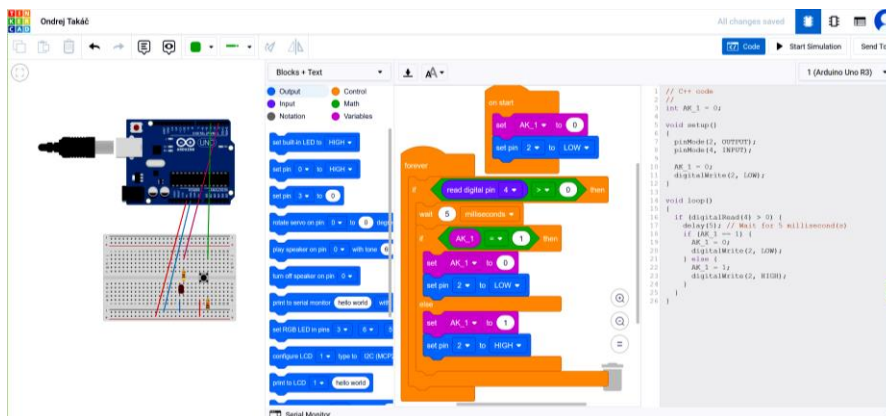 TIN
KER
CAD
Ondrej Takáč
All changes saved
Code
Start Simulation
Send To
Blocks + Text
1 (Arduino Uno R3)
Output
Control
Input
Math
Notation
Variables
set built-in LED to HIGH
set pin 0 to HIGH
set pin 3 to 0
rotate servo on pin 0 to 0 degre
play speaker on pin 0 with tone 6
turn off speaker on pin 0
print to serial monitor hello world with
set RGB LED in pins 3 6 5
configure LCD 1 type to I2C (MCP2
print to LCD 1 hello world
on start
set AK_1 to 0
set pin 2 to LOW
forever
if read digital pin 4 > 0 then
wait 5 milliseconds
if AK_1 = 1 then
set AK_1 to 0
set pin 2 to LOW
else
set AK_1 to 1
set pin 2 to HIGH
1 // C++ code
2 //
3 int AK_1 = 0;
4
5 void setup()
6 {
7 pinMode(2, OUTPUT);
8 pinMode(4, INPUT);
9
10 AK_1 = 0;
11 digitalWrite(2, LOW);
12 }
13
14 void loop()
15 {
16 if (digitalRead(4) > 0) {
17 delay(5); // Wait for 5 millisecond(s)
18 if (AK_1 == 1) {
19 AK_1 = 0;
20 digitalWrite(2, LOW);
21 } else {
22 AK_1 = 1;
23 digitalWrite(2, HIGH);
24 }
25 }
26 }
UNO
Serial Monitor